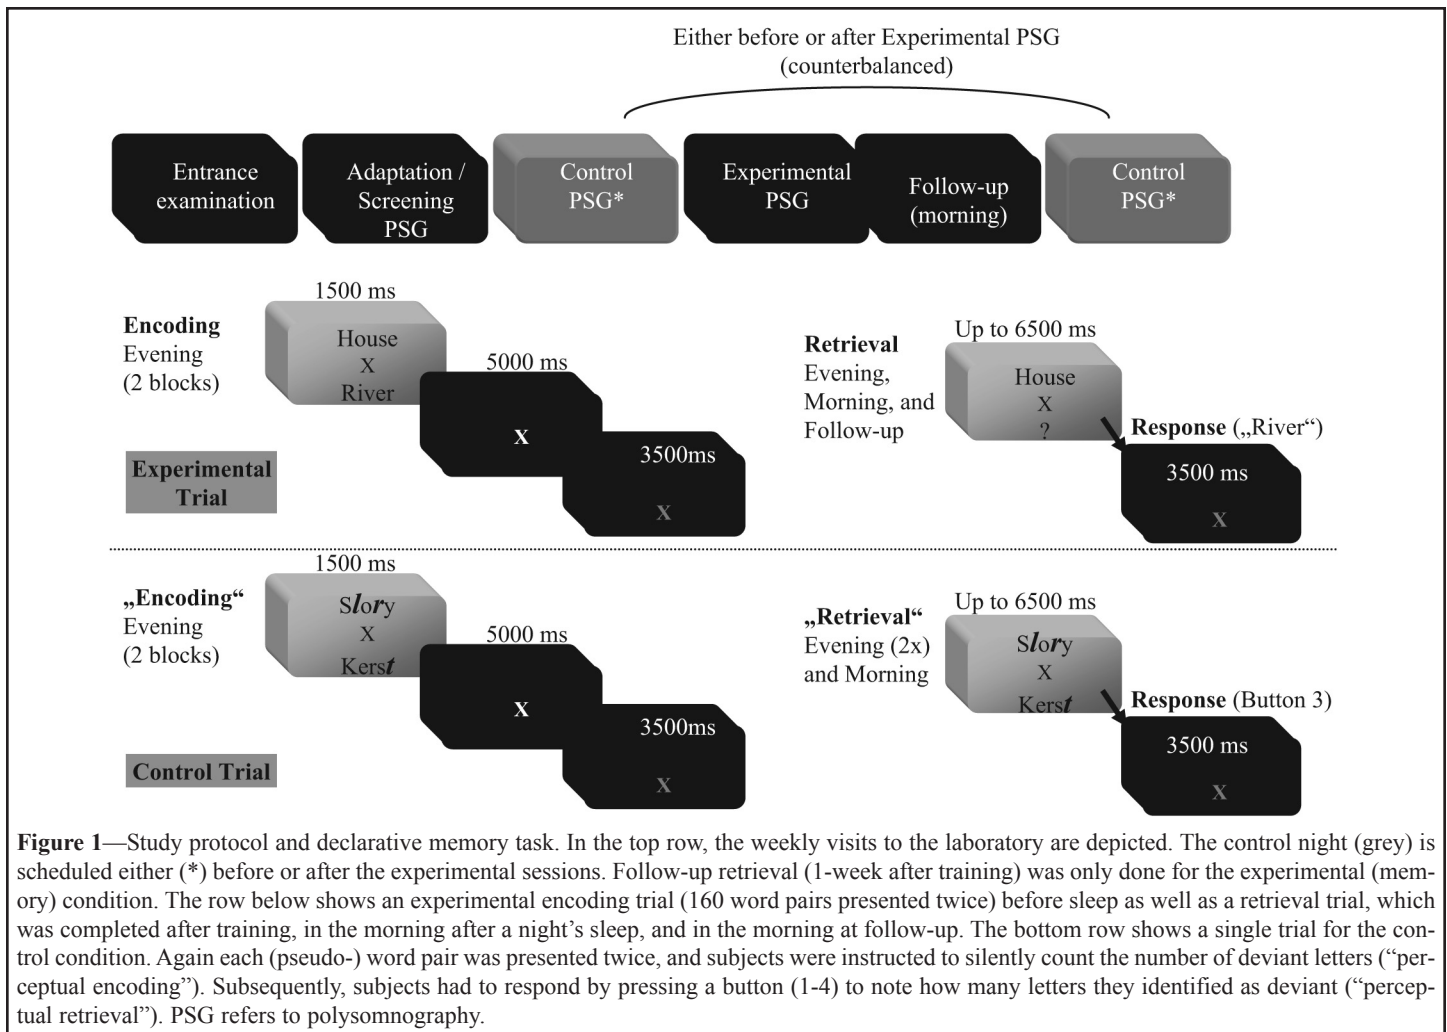 Either before or after Experimental PSG
(counterbalanced)
Entrance
examination
Adaptation /
Screening
PSG
Control
PSG*
Experimental
PSG
Follow-up
(morning)
Control
PSG*
Encoding
Evening
(2 blocks)
1500 ms
House
X
River
5000 ms
X
3500ms
X
Experimental
Trial
Retrieval
Evening,
Morning, and
Follow-up
Up to 6500 ms
House
X
?
Response („River“)
3500 ms
X
„Encoding“
Evening
(2 blocks)
1500 ms
Slory
X
Kerst
5000 ms
X
3500ms
X
Control Trial
„Retrieval“
Evening (2x)
and Morning
Up to 6500 ms
Slory
X
Kerst
Response (Button 3)
3500 ms
X
Figure 1—Study protocol and declarative memory task. In the top row, the weekly visits to the laboratory are depicted. The control night (grey) is
scheduled either (*) before or after the experimental sessions. Follow-up retrieval (1-week after training) was only done for the experimental (mem-
ory) condition. The row below shows an experimental encoding trial (160 word pairs presented twice) before sleep as well as a retrieval trial, which
was completed after training, in the morning after a night’s sleep, and in the morning at follow-up. The bottom row shows a single trial for the con-
trol condition. Again each (pseudo-) word pair was presented twice, and subjects were instructed to silently count the number of deviant letters (“per-
ceptual encoding”). Subsequently, subjects had to respond by pressing a button (1-4) to note how many letters they identified as deviant (“percep-
tual retrieval”). PSG refers to polysomnography.